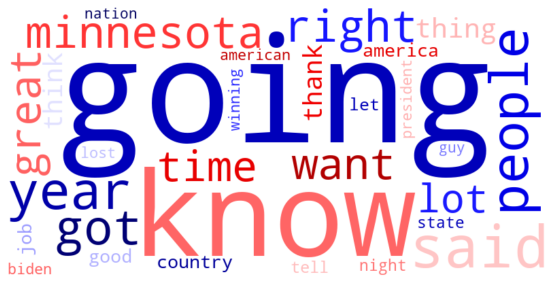 nation
minnesota
american
right
thing
america
great
think
going
winning
thank
let
president
people
lost
guy
time
want
year
know
lot
got
state
said
job
good
country
biden
tell
night